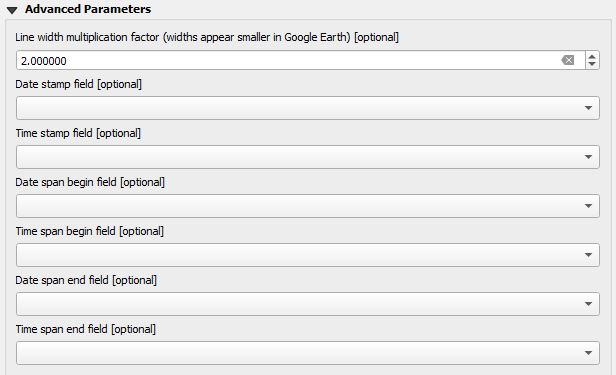 Advanced Parameters
Line width multiplication factor (widths appear smaller in Google Earth) [optional]
2.000000
Date stamp field [optional]
Time stamp field [optional]
Date span begin field [optional]
Time span begin field [optional]
Date span end field [optional]
Time span end field [optional]